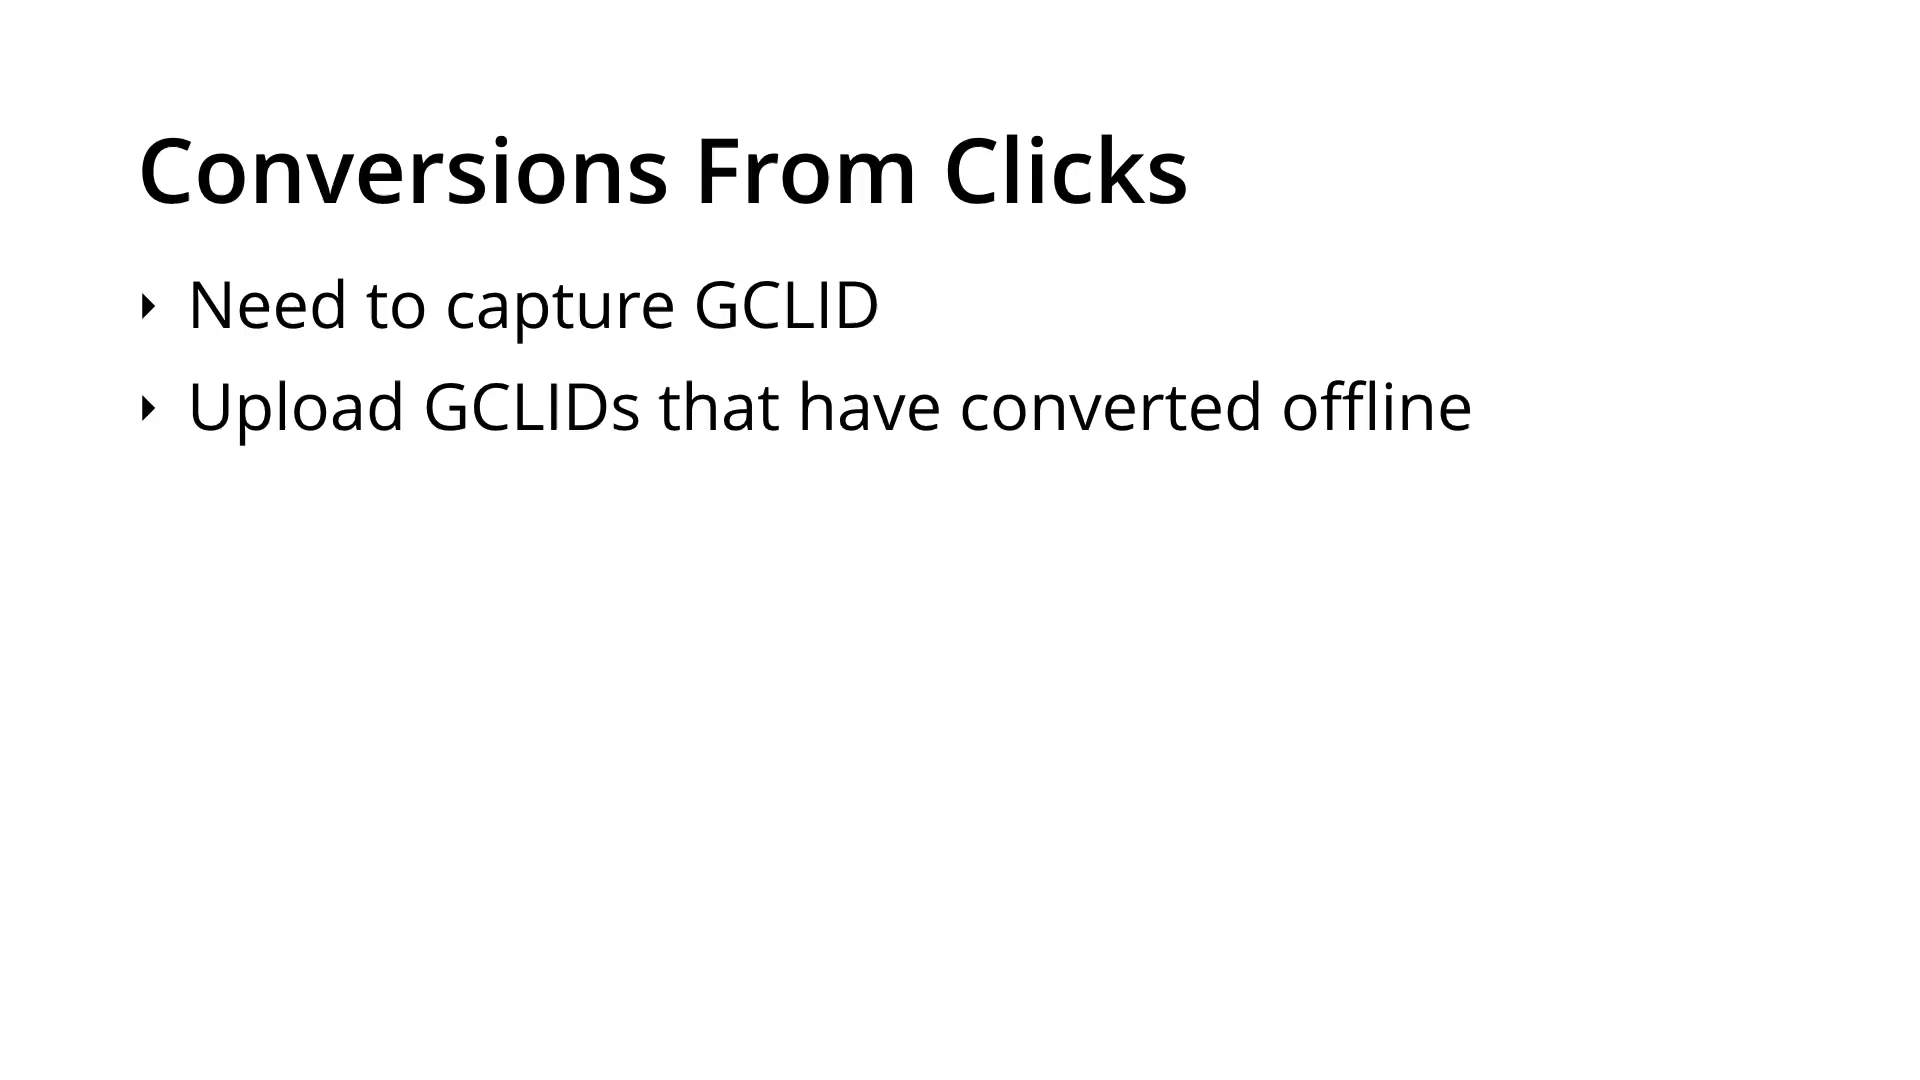 Conversions From Clicks
‣ Need to capture GCLID
‣ Upload GCLIDs that have converted offline